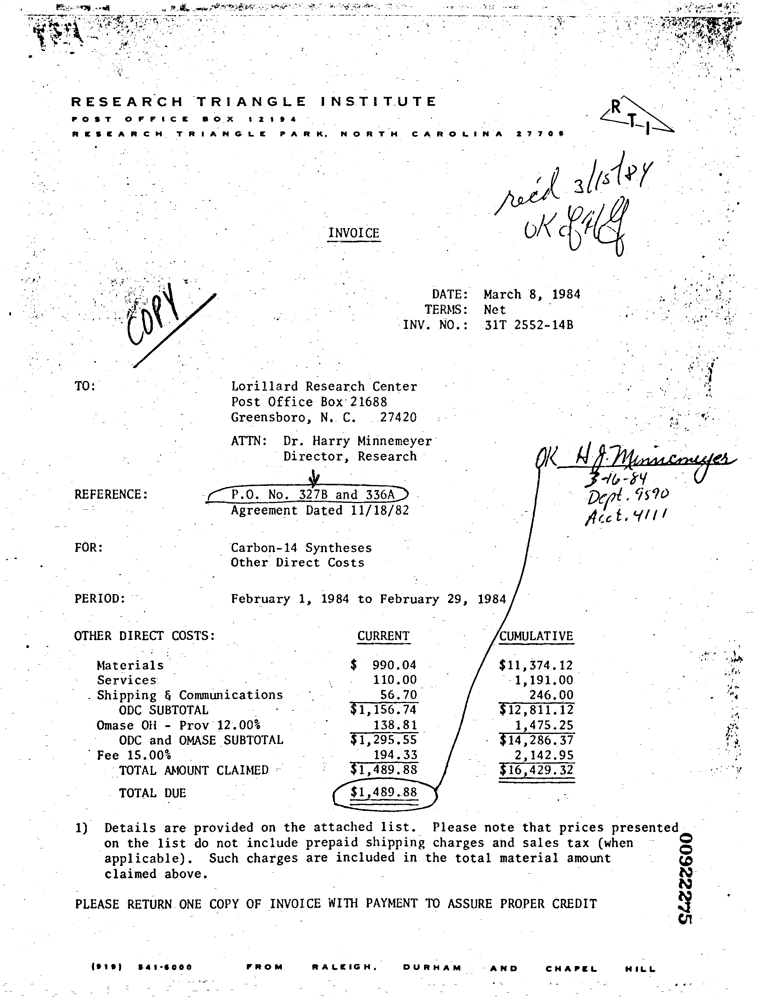 RESEARCH TRIANGLE INSTITUTE
POST OFFICE BOX 12194
RESEARCH TRIANGLE PARK, NORTH CAROLINA 27709
RTI
rec'd 3/15/84
OK
INVOICE
COPY
DATE: March 8, 1984
TERMS: Net
INV. NO.: 31T 2552-14B
TO: Lorillard Research Center
Post Office Box 21688
Greensboro, N. C. 27420
ATTN: Dr. Harry Minnemeyer
Director, Research
OK H J. Minnemeyer
3-16-84
Dept. 9590
Acct. 4111
REFERENCE: P.O. No. 327B and 336A
Agreement Dated 11/18/82
FOR: Carbon-14 Syntheses
Other Direct Costs
PERIOD: February 1, 1984 to February 29, 1984
OTHER DIRECT COSTS: CURRENT CUMULATIVE
Materials $ 990.04 $11,374.12
Services 110.00 1,191.00
Shipping & Communications 56.70 246.00
ODC SUBTOTAL $1,156.74 $12,811.12
Omase OH - Prov 12.00% 138.81 1,475.25
ODC and OMASE SUBTOTAL $1,295.55 $14,286.37
Fee 15.00% 194.33 2,142.95
TOTAL AMOUNT CLAIMED $1,489.88 $16,429.32
TOTAL DUE $1,489.88
1) Details are provided on the attached list. Please note that prices presented
on the list do not include prepaid shipping charges and sales tax (when
applicable). Such charges are included in the total material amount
claimed above.
00922275
PLEASE RETURN ONE COPY OF INVOICE WITH PAYMENT TO ASSURE PROPER CREDIT
(919) 541-6000 FROM RALEIGH, DURHAM AND CHAPEL HILL